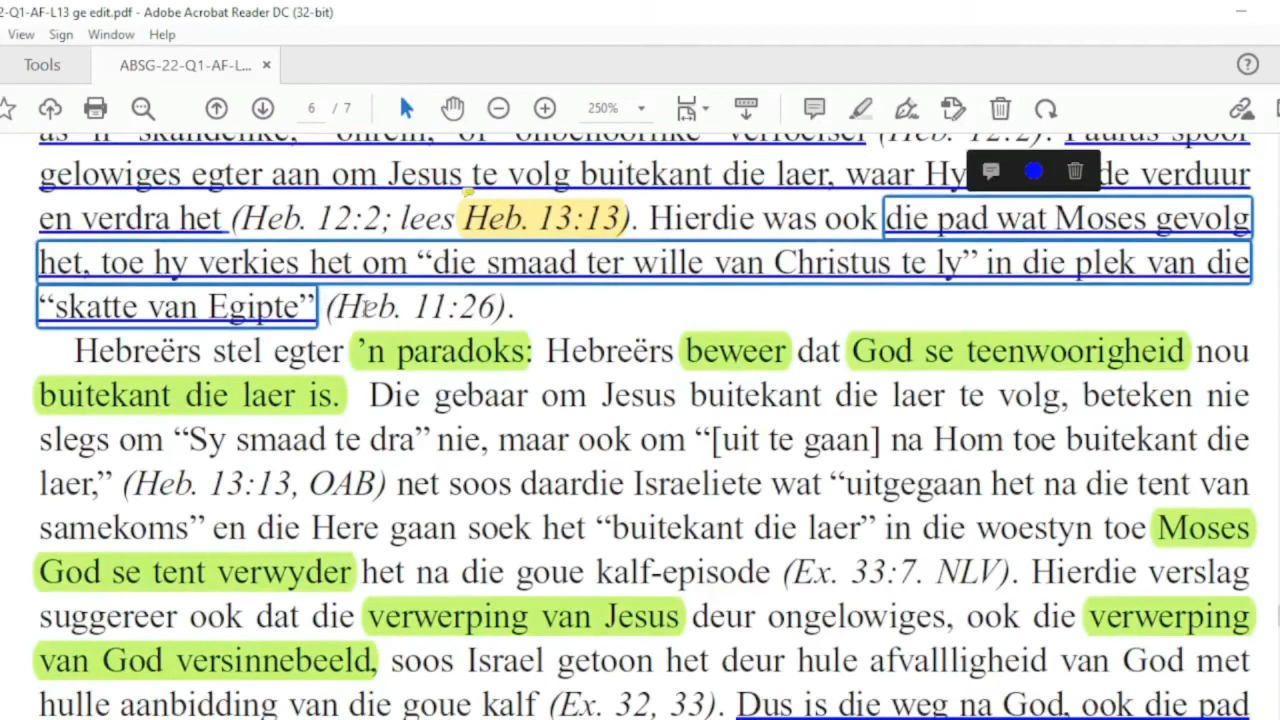 2-Q1-AF-L13 ge edit.pdf - Adobe Acrobat Reader DC (32-bit)
View Sign Window Help
Tools ABSG-22-Q1-AF-L... ×
6 / 7 250%
as 'n skandelike, onrein, of onbehoorlike (Heb. 12:2). Paulus spoor
gelowiges egter aan om Jesus te volg buitekant die laer, waar Hy de verduur
en verdra het (Heb. 12:2; lees Heb. 13:13). Hierdie was ook die pad wat Moses gevolg
het, toe hy verkies het om “die smaad ter wille van Christus te ly” in die plek van die
“skatte van Egipte” (Heb. 11:26).
Hebreërs stel egter ’n paradoks: Hebreërs beweer dat God se teenwoorigheid nou
buitekant die laer is. Die gebaar om Jesus buitekant die laer te volg, beteken nie
slegs om “Sy smaad te dra” nie, maar ook om “[uit te gaan] na Hom toe buitekant die
laer,” (Heb. 13:13, OAB) net soos daardie Israeliete wat “uitgegaan het na die tent van
samekoms” en die Here gaan soek het “buitekant die laer” in die woestyn toe Moses
God se tent verwyder het na die goue kalf-episode (Ex. 33:7. NLV). Hierdie verslag
suggereer ook dat die verwerping van Jesus deur ongelowiges, ook die verwerping
van God versinnebeeld, soos Israel getoon het deur hule afvallligheid van God met
hulle aanbidding van die goue kalf (Ex. 32, 33). Dus is die weg na God, ook die pad